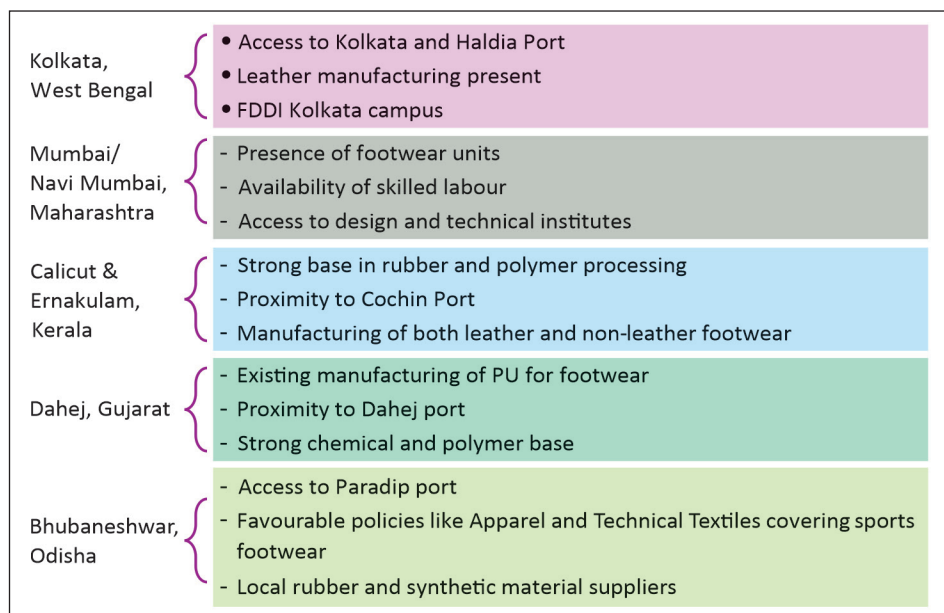 Kolkata,
West Bengal
• Access to Kolkata and Haldia Port
• Leather manufacturing present
• FDDI Kolkata campus
Mumbai/
Navi Mumbai,
Maharashtra
- Presence of footwear units
- Availability of skilled labour
- Access to design and technical institutes
Calicut &
Ernakulam,
Kerala
- Strong base in rubber and polymer processing
- Proximity to Cochin Port
- Manufacturing of both leather and non-leather footwear
Dahej, Gujarat
- Existing manufacturing of PU for footwear
- Proximity to Dahej port
- Strong chemical and polymer base
Bhubaneshwar,
Odisha
- Access to Paradip port
- Favourable policies like Apparel and Technical Textiles covering sports
footwear
- Local rubber and synthetic material suppliers